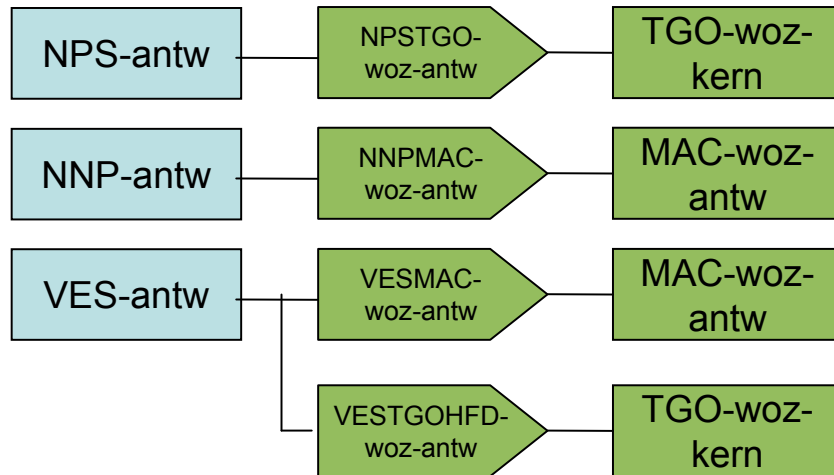 NPS-antw
NPSTGO-
woz-antw
TGO-woz-
kern
NNP-antw
NNPMAC-
woz-antw
MAC-woz-
antw
VES-antw
VESMAC-
woz-antw
MAC-woz-
antw
VESTGOHFD-
woz-antw
TGO-woz-
kern